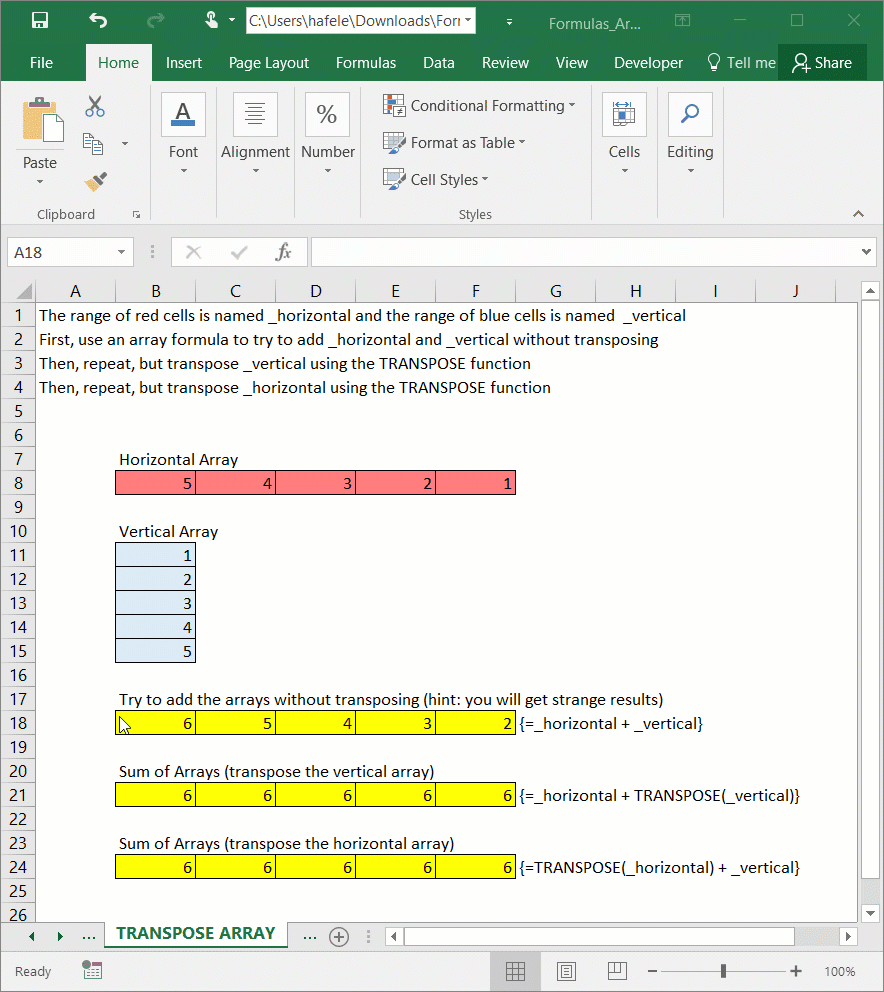 C:\Users\hafele\Downloads\Forr
Formulas_Ar...
File Home Insert Page Layout Formulas Data Review View Developer Tell me Share
Paste
Font
Alignment
%
Number
Conditional Formatting
Format as Table
Cell Styles
Cells
Editing
Clipboard
Styles
A18
fx
A B C D E F G H I J
1 The range of red cells is named _horizontal and the range of blue cells is named  _vertical
2 First, use an array formula to try to add _horizontal and _vertical without transposing
3 Then, repeat, but transpose _vertical using the TRANSPOSE function
4 Then, repeat, but transpose _horizontal using the TRANSPOSE function
5
6
7 Horizontal Array
8 5 4 3 2 1
9
10 Vertical Array
11 1
12 2
13 3
14 4
15 5
16
17 Try to add the arrays without transposing (hint: you will get strange results)
18 6 5 4 3 2 {=_horizontal + _vertical}
19
20 Sum of Arrays (transpose the vertical array)
21 6 6 6 6 6 {=_horizontal + TRANSPOSE(_vertical)}
22
23 Sum of Arrays (transpose the horizontal array)
24 6 6 6 6 6 {=TRANSPOSE(_horizontal) + _vertical}
25
26
... TRANSPOSE ARRAY ...
Ready
100%